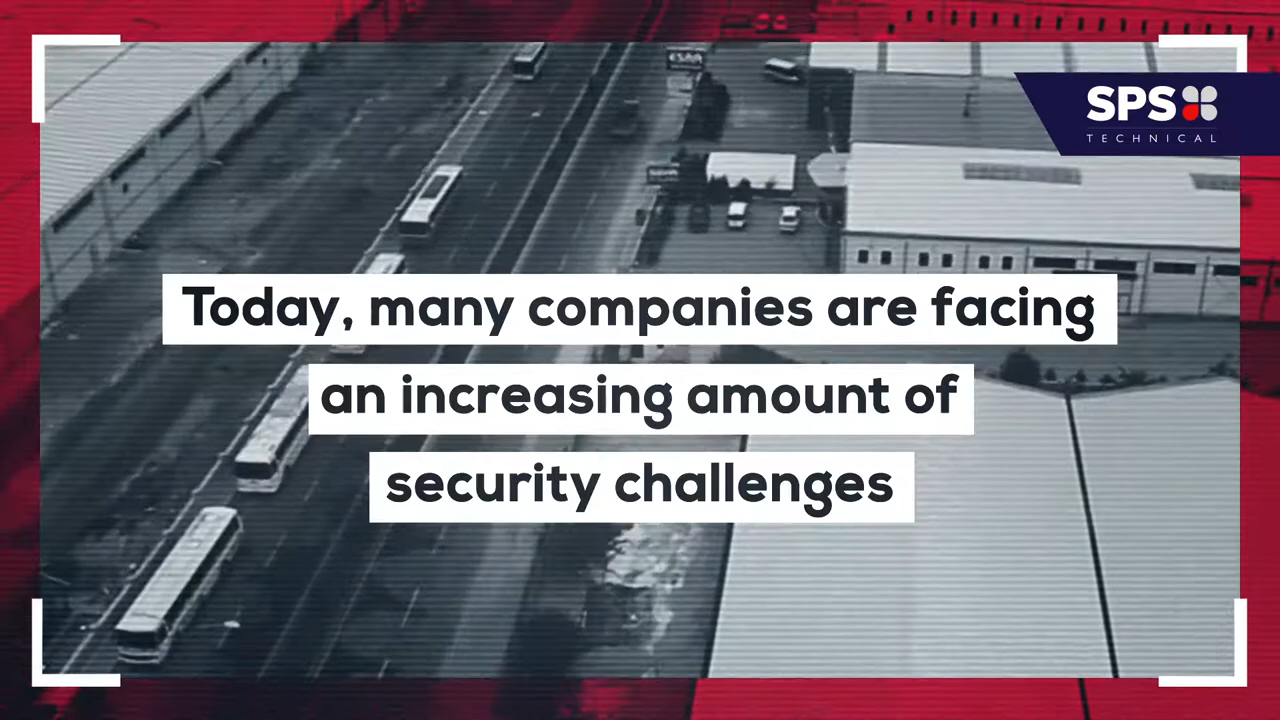 SPS
TECHNICAL
Today, many companies are facing
an increasing amount of
security challenges